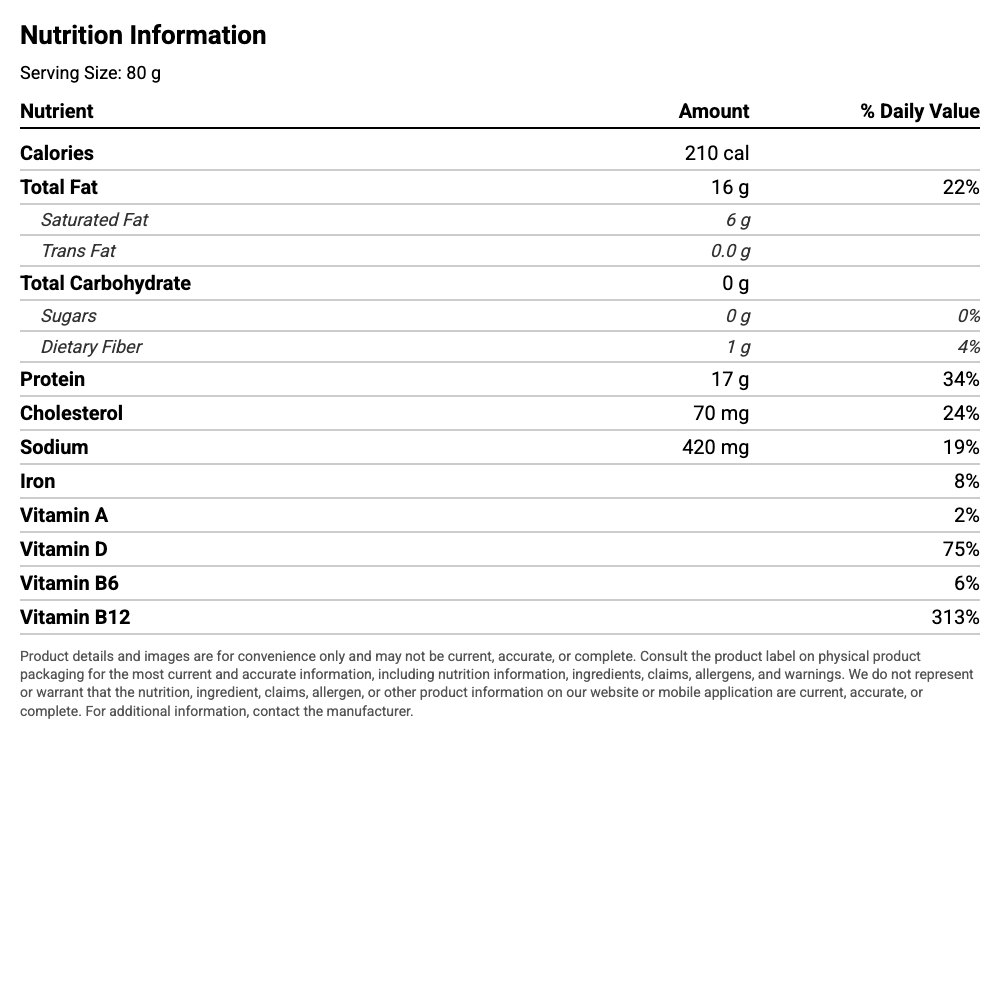 Nutrition Information
Serving Size: 80 g
Nutrient Amount % Daily Value
Calories 210 cal
Total Fat 16 g 22%
Saturated Fat 6 g
Trans Fat 0.0 g
Total Carbohydrate 0 g
Sugars 0 g 0%
Dietary Fiber 1 g 4%
Protein 17 g 34%
Cholesterol 70 mg 24%
Sodium 420 mg 19%
Iron 8%
Vitamin A 2%
Vitamin D 75%
Vitamin B6 6%
Vitamin B12 313%
Product details and images are for convenience only and may not be current, accurate, or complete. Consult the product label on physical product
packaging for the most current and accurate information, including nutrition information, ingredients, claims, allergens, and warnings. We do not represent
or warrant that the nutrition, ingredient, claims, allergen, or other product information on our website or mobile application are current, accurate, or
complete. For additional information, contact the manufacturer.